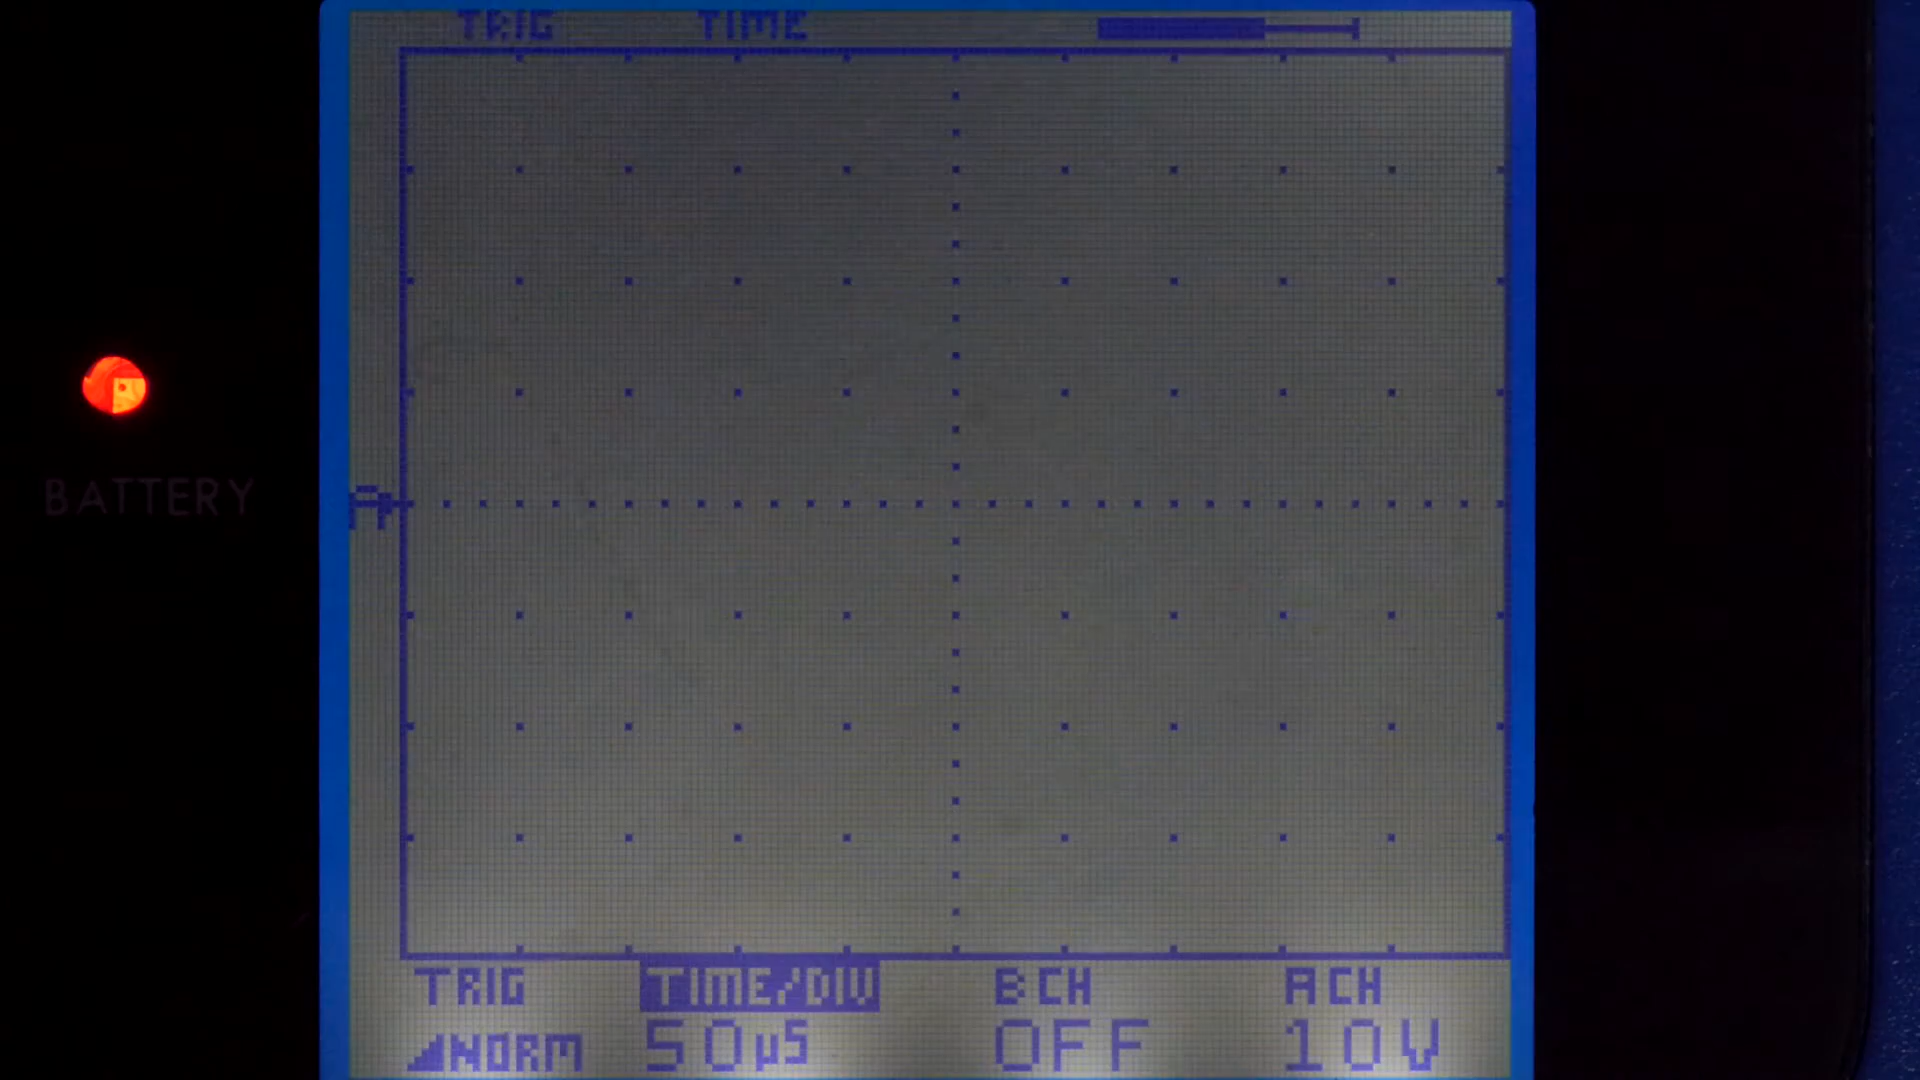 TRIG TIME
BATTERY
A
TRIG TIME/DIV B CH A CH
NORM 50µS OFF 10V